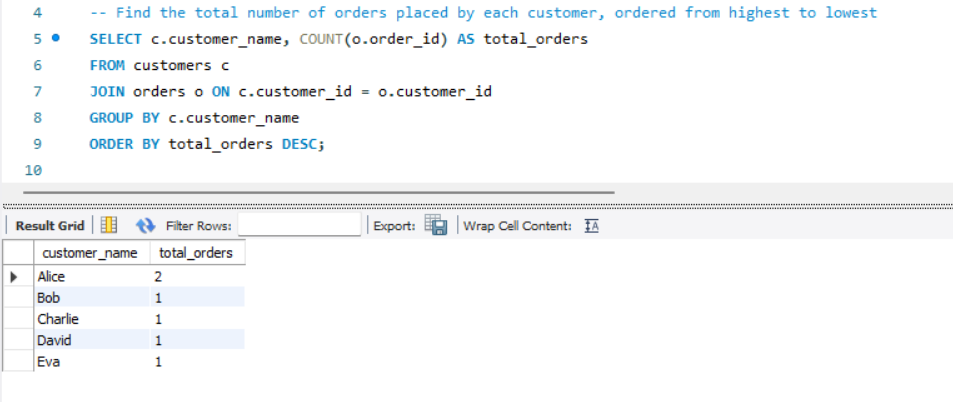 4 -- Find the total number of orders placed by each customer, ordered from highest to lowest
5 SELECT c.customer_name, COUNT(o.order_id) AS total_orders
6 FROM customers c
7 JOIN orders o ON c.customer_id = o.customer_id
8 GROUP BY c.customer_name
9 ORDER BY total_orders DESC;
10
Result Grid Filter Rows: Export: Wrap Cell Content: IA
customer_name total_orders
Alice 2
Bob 1
Charlie 1
David 1
Eva 1